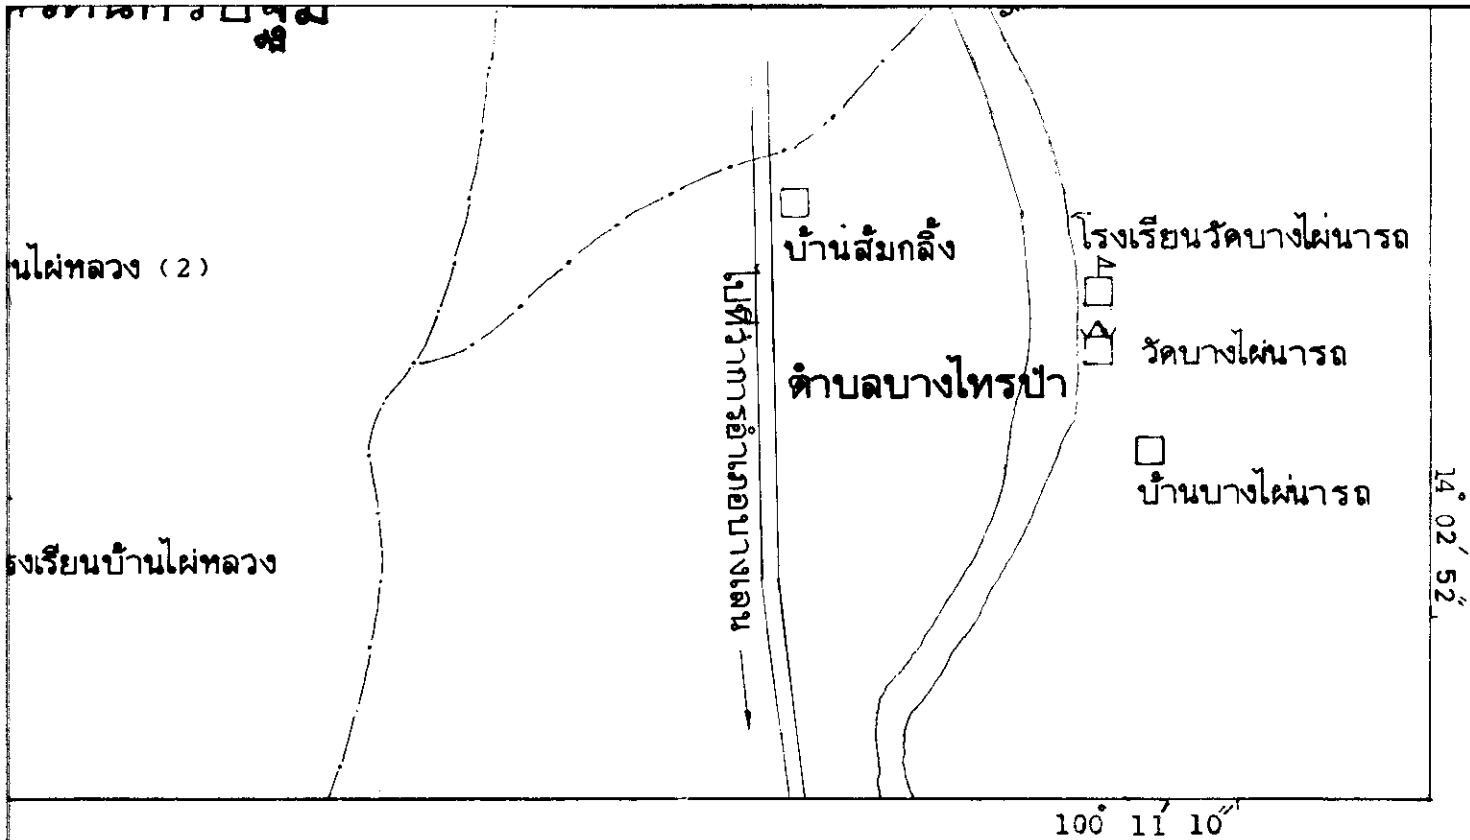 บ้านส้มกลิ้ง
โรงเรียนวัดบางไผ่นารถ
นไผ่หลวง (2)
วัดบางไผ่นารถ
ตำบลบางไทรป่า
ไปที่ว่าการอำเภอบางเลน
บ้านบางไผ่นารถ
รงเรียนบ้านไผ่หลวง
14° 02′ 52″
100° 11′ 10″